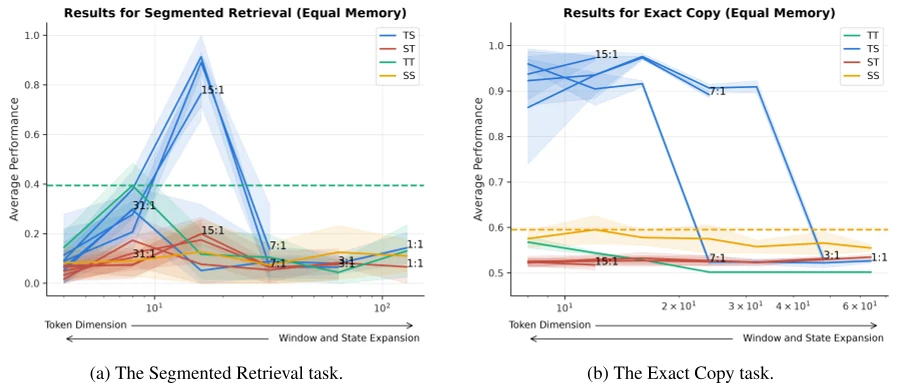 Results for Segmented Retrieval (Equal Memory)
Average Performance
1.0
0.8
0.6
0.4
0.2
0.0
TS
ST
TT
SS
15:1
31:1
15:1
31:1
7:1
7:1
3:1
3:1
1:1
1:1
10¹
10²
Token Dimension
Window and State Expansion
(a) The Segmented Retrieval task.
Results for Exact Copy (Equal Memory)
Average Performance
1.0
0.9
0.8
0.7
0.6
0.5
TT
TS
ST
SS
15:1
7:1
15:1
7:1
3:1
1:1
10¹
2 × 10¹
3 × 10¹
4 × 10¹
6 × 10¹
Token Dimension
Window and State Expansion
(b) The Exact Copy task.